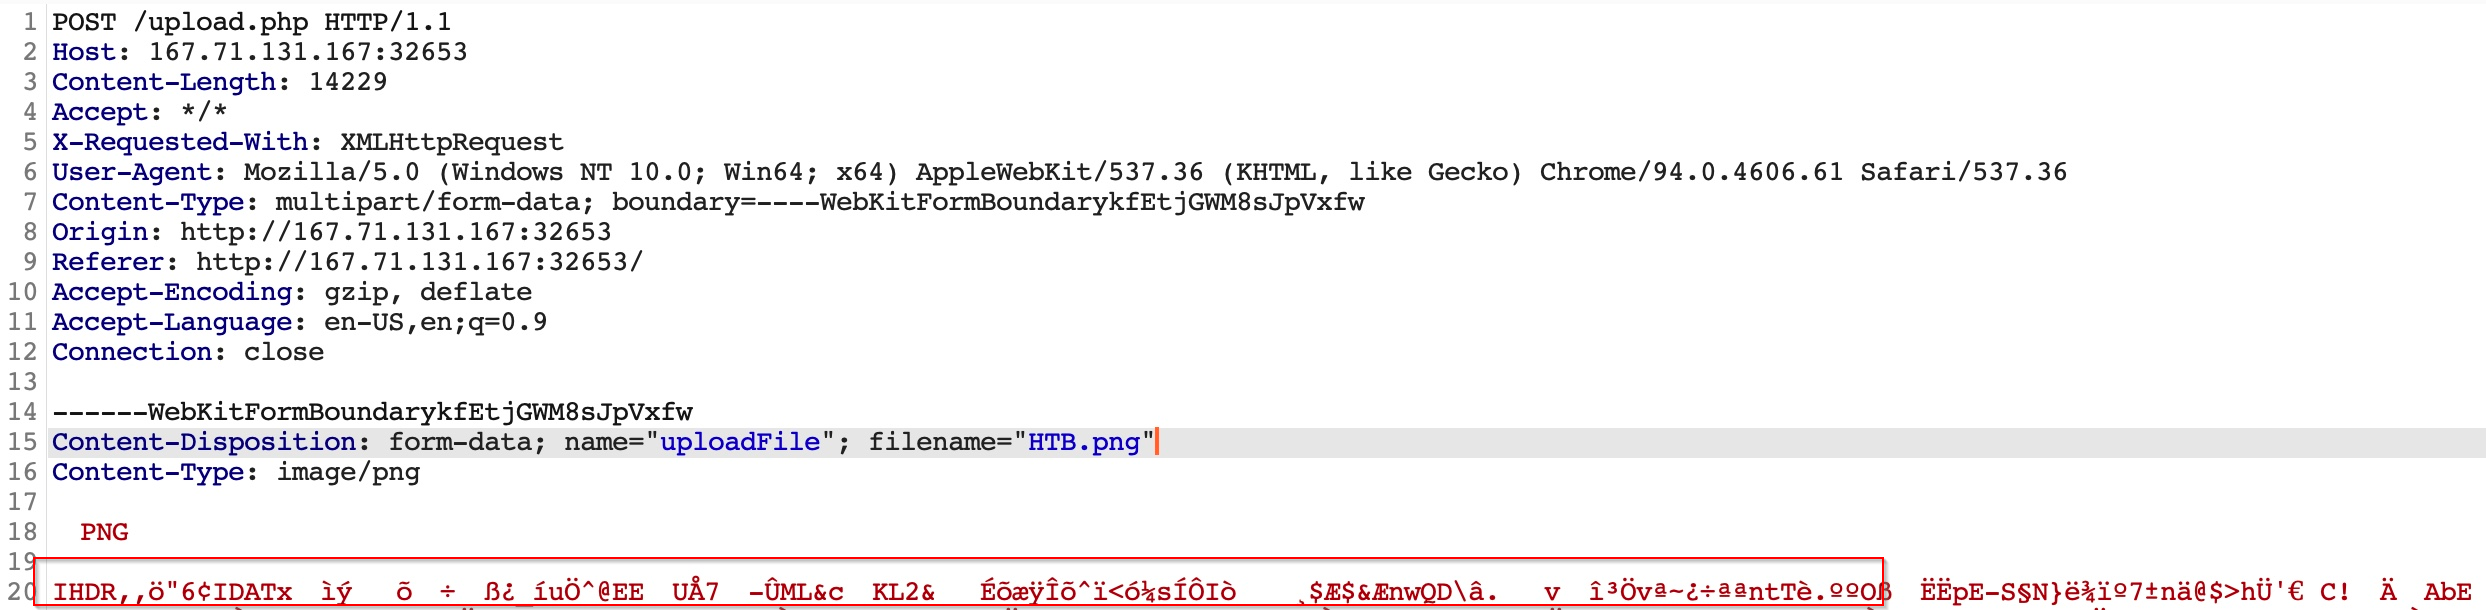 1 POST /upload.php HTTP/1.1
2 Host: 167.71.131.167:32653
3 Content-Length: 14229
4 Accept: */*
5 X-Requested-With: XMLHttpRequest
6 User-Agent: Mozilla/5.0 (Windows NT 10.0; Win64; x64) AppleWebKit/537.36 (KHTML, like Gecko) Chrome/94.0.4606.61 Safari/537.36
7 Content-Type: multipart/form-data; boundary=----WebKitFormBoundarykfEtjGWM8sJpVxfw
8 Origin: http://167.71.131.167:32653
9 Referer: http://167.71.131.167:32653/
10 Accept-Encoding: gzip, deflate
11 Accept-Language: en-US,en;q=0.9
12 Connection: close
13
14 ------WebKitFormBoundarykfEtjGWM8sJpVxfw
15 Content-Disposition: form-data; name="uploadFile"; filename="HTB.png"
16 Content-Type: image/png
17
18 PNG
19
20 IHDR,,ö"6¢IDATx ìý õ ÷ ß¿_íuÖ^@EE UÅ7 -ÛML&c KL2& ÉõæÿÎõ^ï<ó¼sÍÔIò ¸$Æ$&ÆnwQD\â. v î³Övª~¿÷ªªntTè.ººOß ËËpE-S§N}ë¾ïº7±nä@$>hÜ'€ C! Ä AbE